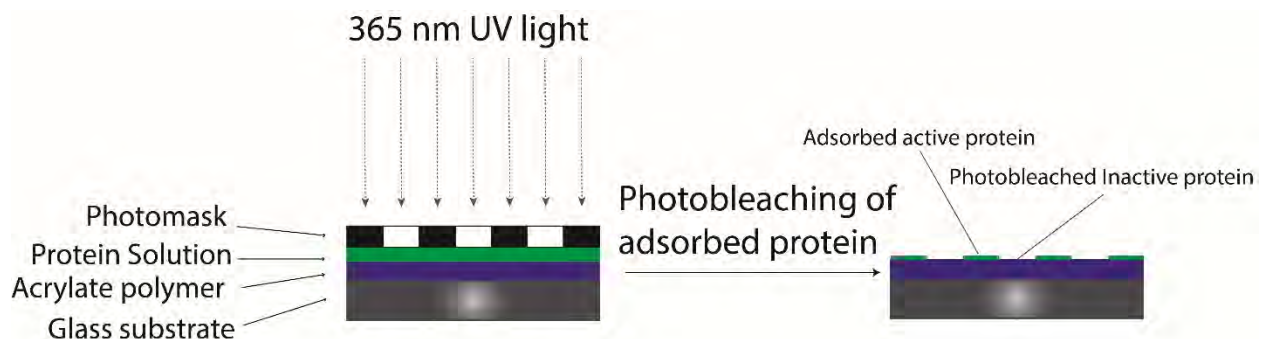 365 nm UV light
Photomask
Protein Solution
Acrylate polymer
Glass substrate
Photobleaching of
adsorbed protein
Adsorbed active protein
Photobleached Inactive protein